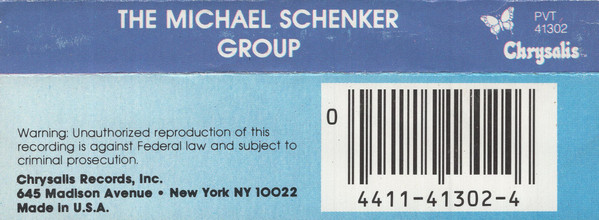 THE MICHAEL SCHENKER
GROUP
PVT
41302
Chrysalis
Warning: Unauthorized reproduction of this
recording is against Federal law and subject to
criminal prosecution.
Chrysalis Records, Inc.
645 Madison Avenue • New York NY 10022
Made in U.S.A.
0
4411-41302-4